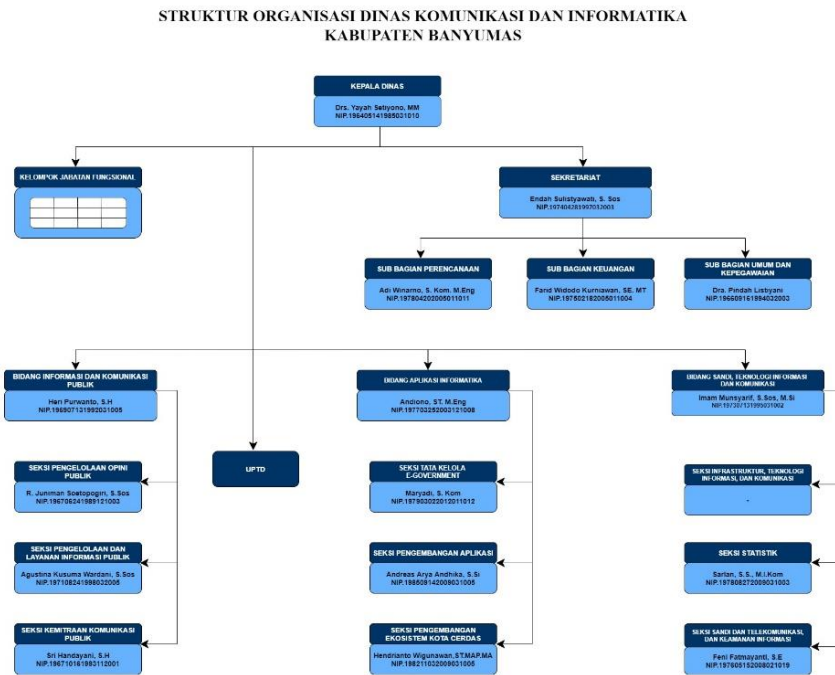 STRUKTUR ORGANISASI DINAS KOMUNIKASI DAN INFORMATIKA
KABUPATEN BANYUMAS
KEPALA DINAS
Drs. Yayah Setiyono, MM
NIP.196405141985031010
KELOMPOK JABATAN FUNGSIONAL
SEKRETARIAT
Endah Sulistyawati, S. Sos
NIP.197404281997032003
SUB BAGIAN PERENCANAAN
Adi Winarno, S. Kom. M.Eng
NIP.197804202005011011
SUB BAGIAN KEUANGAN
Farid Widodo Kurniawan, SE, MT
NIP.197502182005011004
SUB BAGIAN UMUM DAN
KEPEGAWAIAN
Dra. Pindah Listiyani
NIP.196609161994032003
BIDANG INFORMASI DAN KOMUNIKASI
PUBLIK
Heri Purwanto, S.H
NIP.196907131992031005
BIDANG APLIKASI INFORMATIKA
Andiono, ST. M.Eng
NIP.197703252003121008
BIDANG SANDI, TEKNOLOGI INFORMASI
DAN KOMUNIKASI
Imam Munsyarif, S.Sos, M.Si
NIP.197307131995031002
UPTD
SEKSI PENGELOLAAN OPINI
PUBLIK
R. Juniman Soetopogiri, S.Sos
NIP.196706241989121003
SEKSI TATA KELOLA
E-GOVERNMENT
Maryadi, S. Kom
NIP.197903022012011012
SEKSI INFRASTRUKTUR, TEKNOLOGI
INFORMASI, DAN KOMUNIKASI
-
SEKSI PENGELOLAAN DAN
LAYANAN INFORMASI PUBLIK
Agustina Kusuma Wardani, S.Sos
NIP.197108241998032005
SEKSI PENGEMBANGAN APLIKASI
Andreas Arya Andhika, S.Si
NIP.198509142009031005
SEKSI STATISTIK
Sarlan, S.S., M.I.Kom
NIP.197808272009031003
SEKSI KEMITRAAN KOMUNIKASI
PUBLIK
Sri Handayani, S.H
NIP.196710161993112001
SEKSI PENGEMBANGAN
EKOSISTEM KOTA CERDAS
Hendrianto Wigunawan,ST.MAP.MA
NIP.198211032009031005
SEKSI SANDI DAN TELEKOMUNIKASI,
DAN KEAMANAN INFORMASI
Feni Fatmayanti, S.E
NIP.197605152008021019